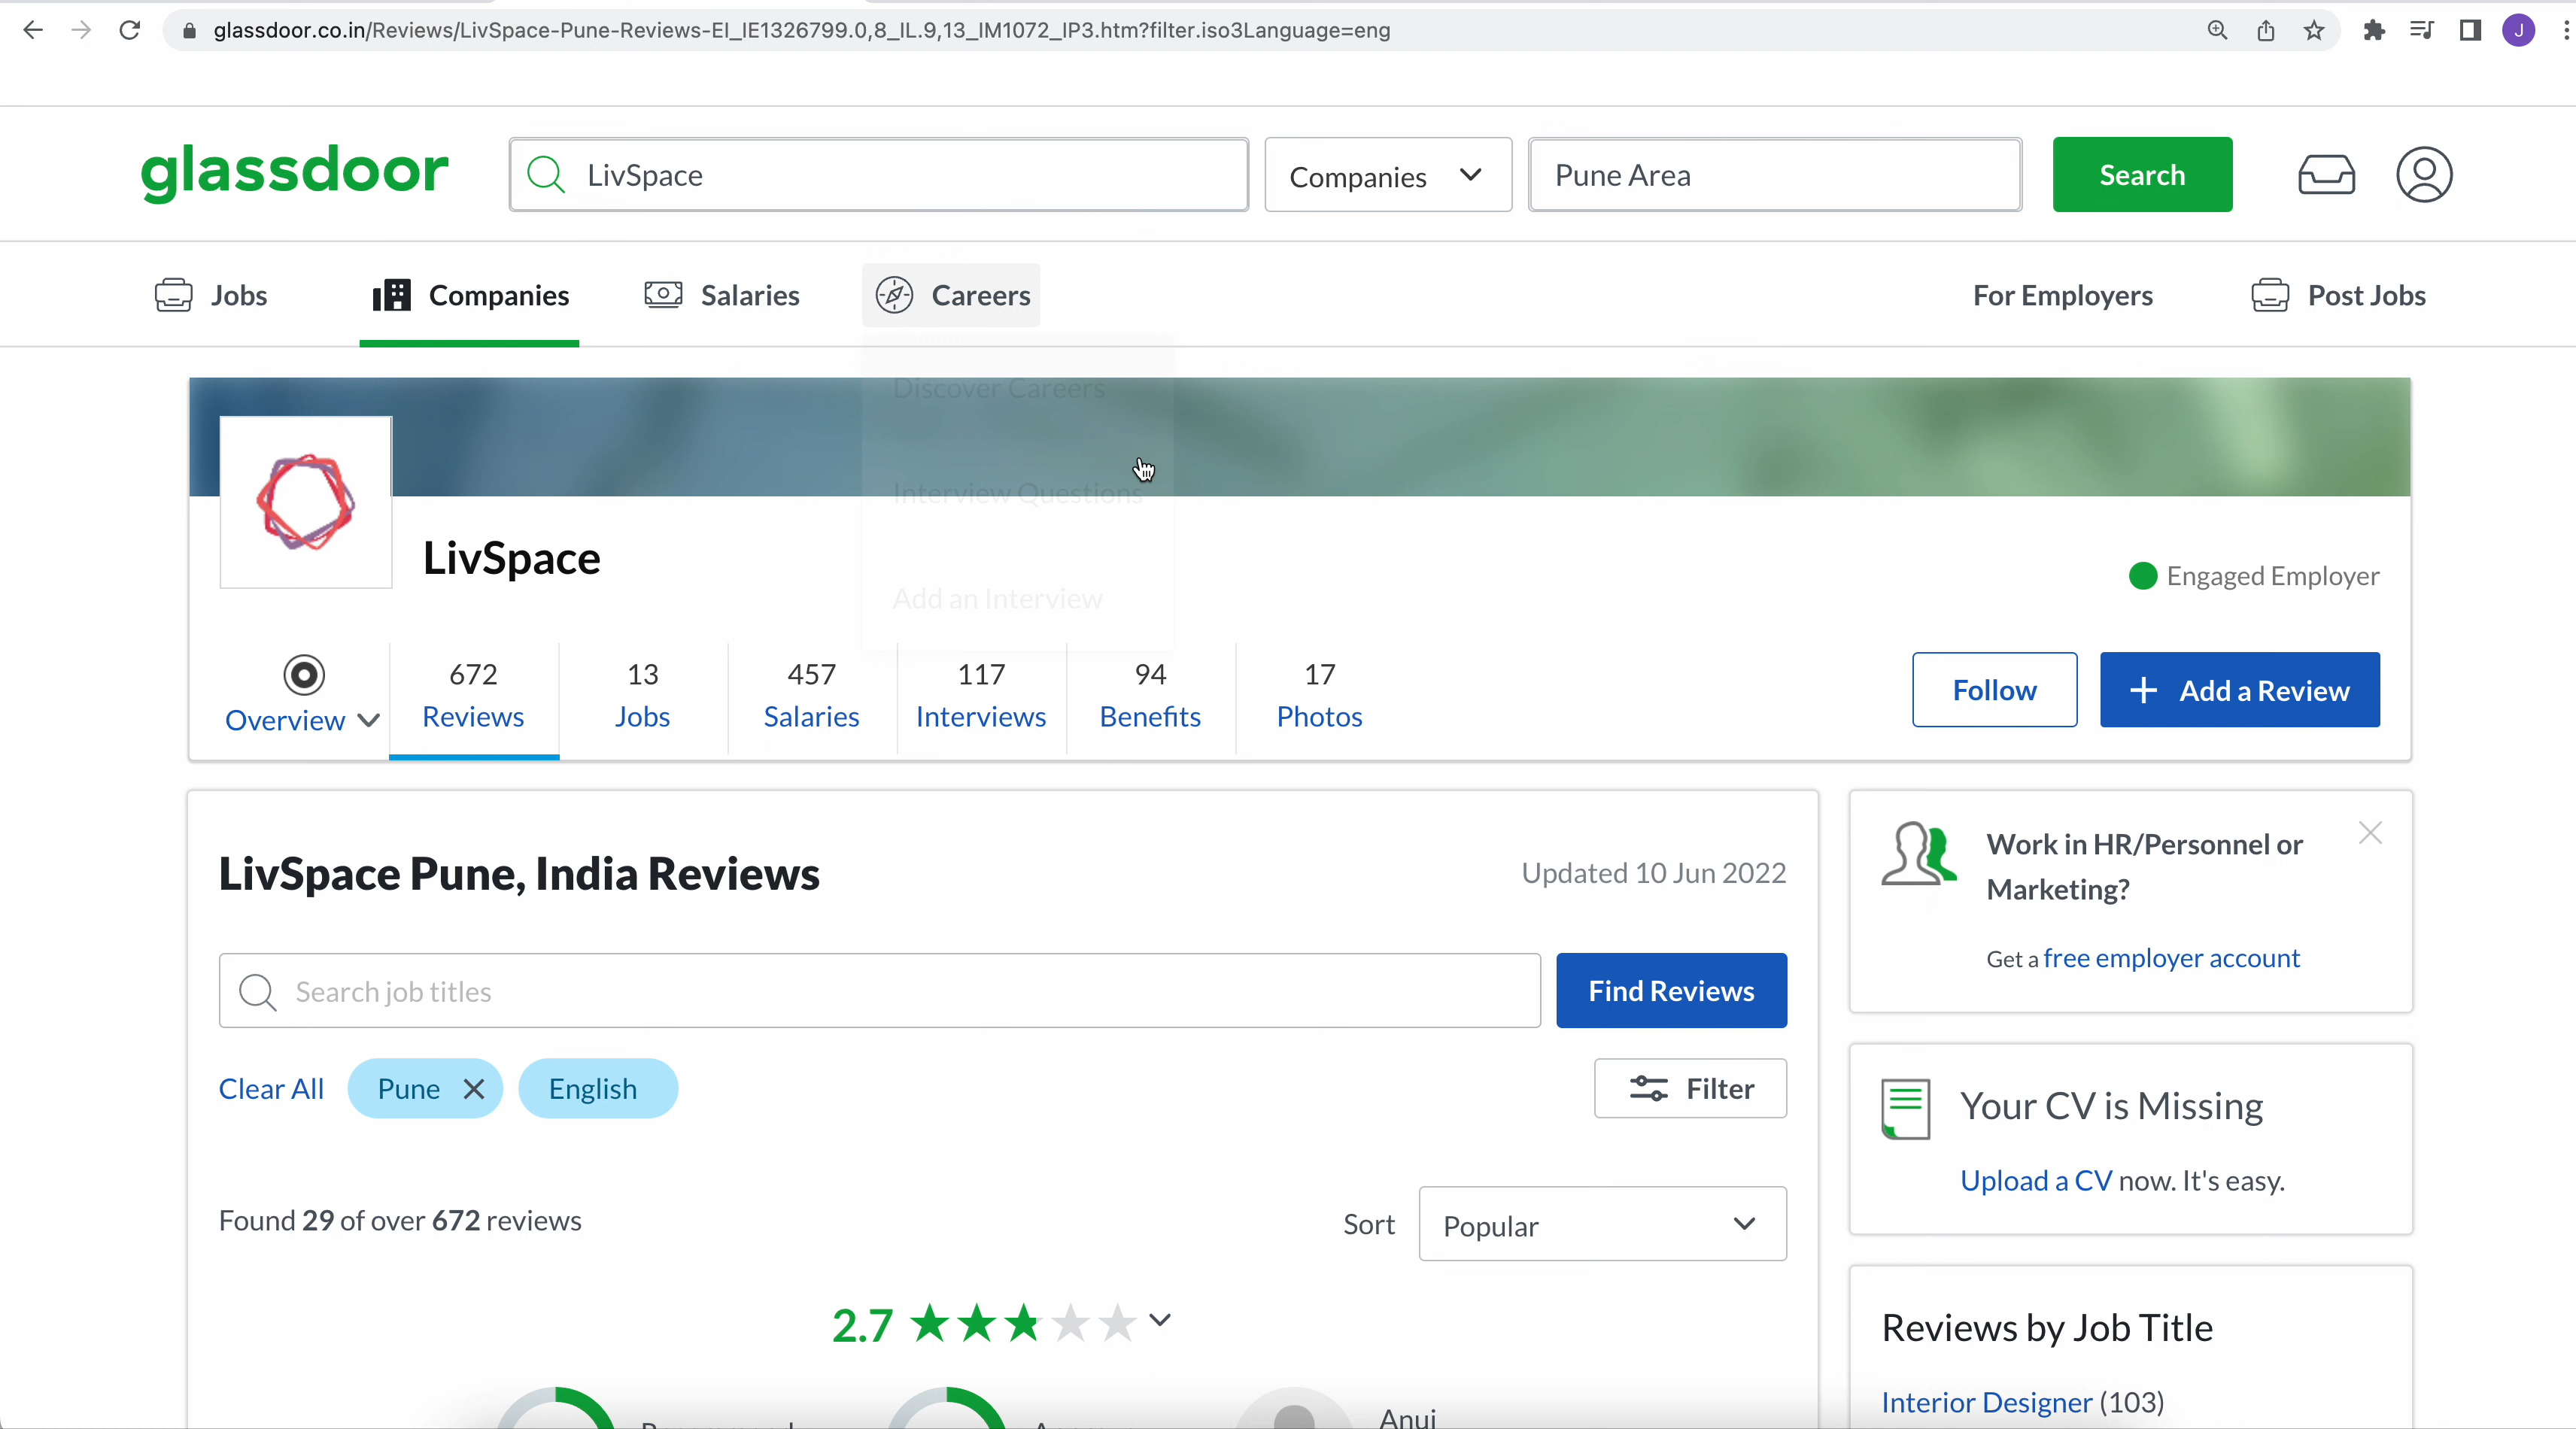 glassdoor.co.in/Reviews/LivSpace-Pune-Reviews-EI_IE1326799.0,8_IL.9,13_IM1072_IP3.htm?filter.iso3Language=eng
J
glassdoor
LivSpace
Companies
Pune Area
Search
Jobs
Companies
Salaries
Careers
For Employers
Post Jobs
Discover Careers
Interview Questions
Add an Interview
LivSpace
Engaged Employer
Overview
672
Reviews
13
Jobs
457
Salaries
117
Interviews
94
Benefits
17
Photos
Follow
+ Add a Review
LivSpace Pune, India Reviews
Updated 10 Jun 2022
Search job titles
Find Reviews
Clear All
Pune
English
Filter
Found 29 of over 672 reviews
Sort
Popular
2.7
Work in HR/Personnel or
Marketing?
Get a free employer account
Your CV is Missing
Upload a CV now. It's easy.
Reviews by Job Title
Interior Designer (103)